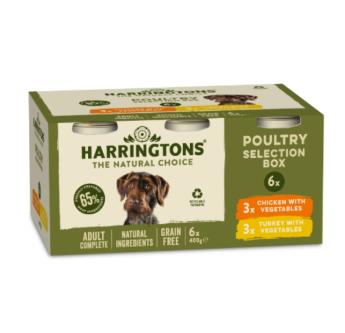 HARRINGTONS
POULTRY
HARRINGTONS®
THE NATURAL CHOICE
65%
ADULT
COMPLETE
NATURAL
INGREDIENTS
GRAIN
FREE
6x
400g
POULTRY
SELECTION
BOX
6x
3x CHICKEN WITH
VEGETABLES
3x TURKEY WITH
VEGETABLES